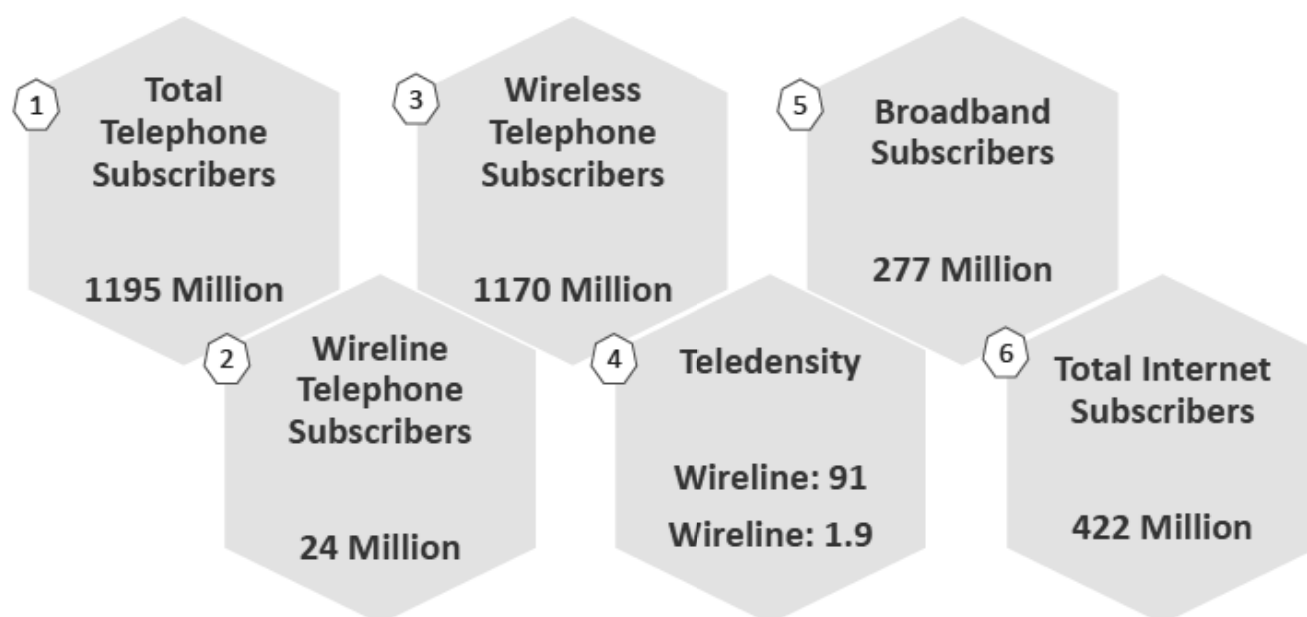 1
Total
Telephone
Subscribers
1195 Million
2
Wireline
Telephone
Subscribers
24 Million
3
Wireless
Telephone
Subscribers
1170 Million
4
Teledensity
Wireline: 91
Wireline: 1.9
5
Broadband
Subscribers
277 Million
6
Total Internet
Subscribers
422 Million